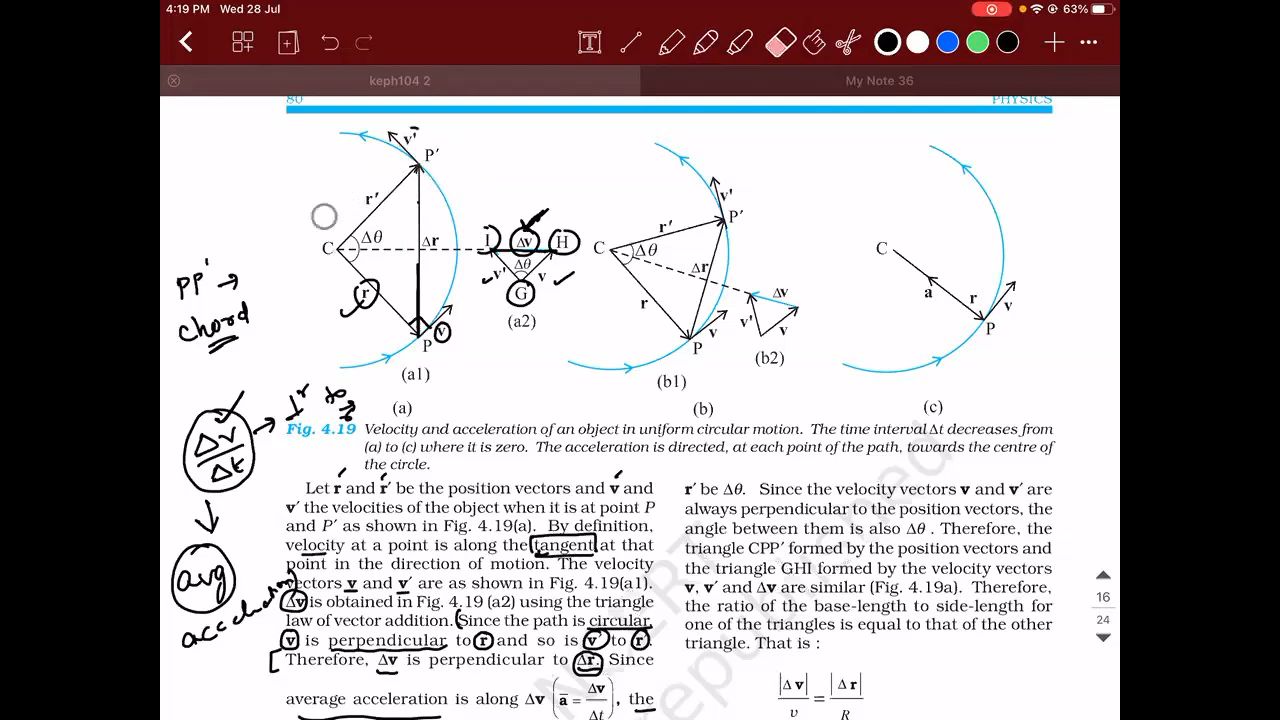 4:19 PM Wed 28 Jul
63%
keph104 2
My Note 36
80
PHYSICS
v'
P'
r'
C
Δθ
Δr
r
v
P
(a1)
I
Δv
H
Δθ
v'
v
G
(a2)
(a)
C
r'
Δθ
v'
P'
Δr
r
v
P
(b1)
Δv
v'
v
(b2)
(b)
C
a
r
v
P
(c)
PP' →
chord
Δv
Δt
→ to
avg
acceleration
Fig. 4.19 Velocity and acceleration of an object in uniform circular motion. The time interval Δt decreases from
(a) to (c) where it is zero. The acceleration is directed, at each point of the path, towards the centre of
the circle.
Let r and r' be the position vectors and v and
v' the velocities of the object when it is at point P
and P' as shown in Fig. 4.19(a). By definition,
velocity at a point is along the tangent at that
point in the direction of motion. The velocity
vectors v and v' are as shown in Fig. 4.19(a1).
Δv is obtained in Fig. 4.19 (a2) using the triangle
law of vector addition. Since the path is circular,
v is perpendicular to r and so is v' to r'.
Therefore, Δv is perpendicular to Δr. Since
average acceleration is along Δv ( ā = Δv/Δt ), the
r' be Δθ. Since the velocity vectors v and v' are
always perpendicular to the position vectors,
the angle between them is also Δθ . Therefore, the
triangle CPP' formed by the position vectors and
the triangle GHI formed by the velocity vectors
v, v' and Δv are similar (Fig. 4.19a). Therefore,
the ratio of the base-length to side-length for
one of the triangles is equal to that of the other
triangle. That is :
|Δv|/υ = |Δr|/R
16
24